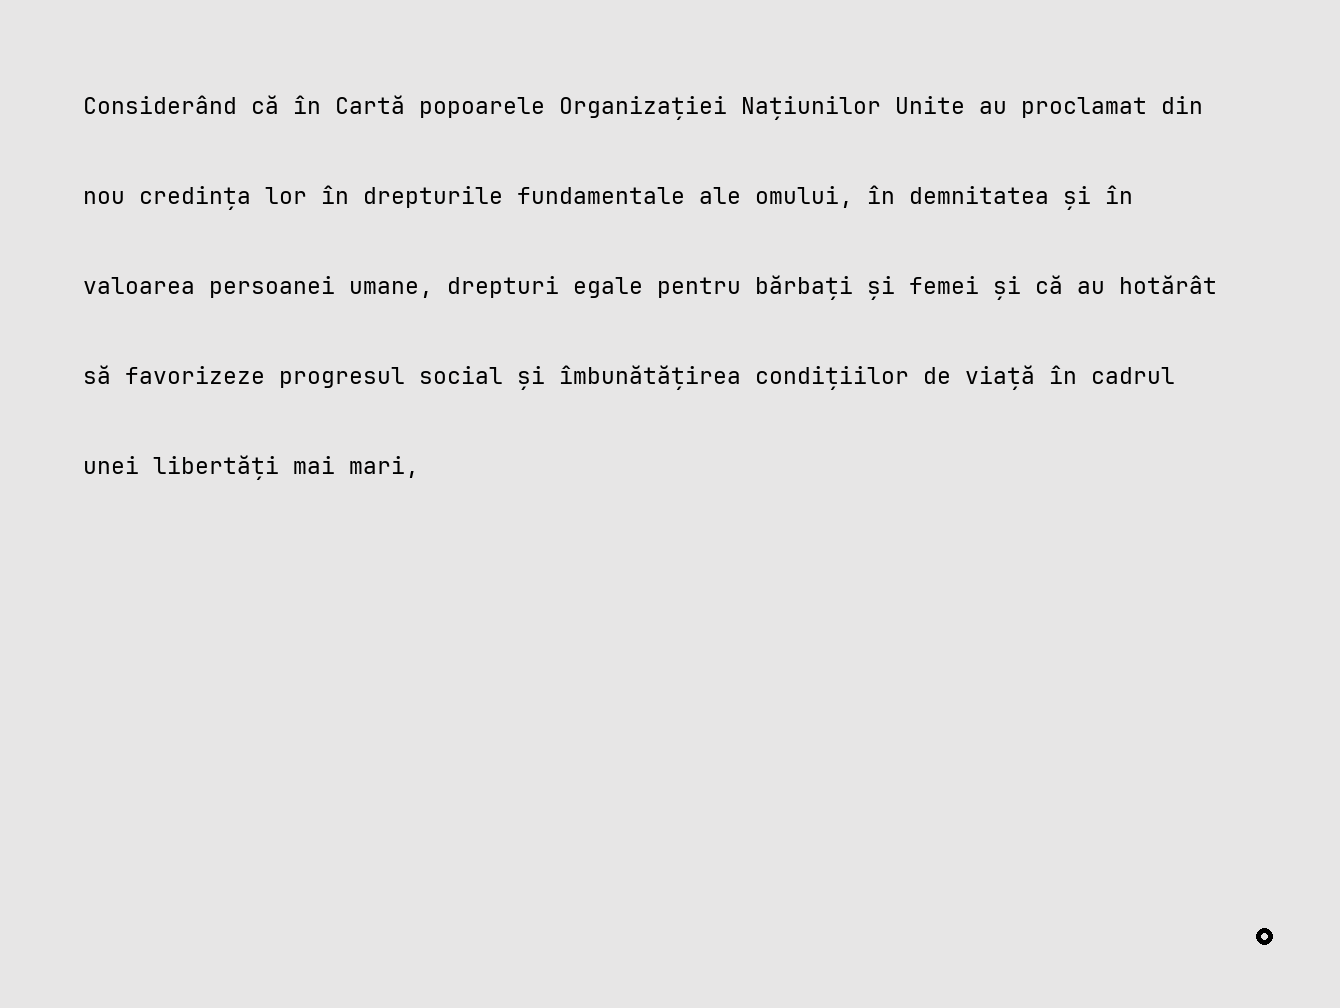 Considerând că în Cartă popoarele Organizației Națiunilor Unite au proclamat din
nou credința lor în drepturile fundamentale ale omului, în demnitatea și în
valoarea persoanei umane, drepturi egale pentru bărbați și femei și că au hotărât
să favorizeze progresul social și îmbunătățirea condițiilor de viață în cadrul
unei libertăți mai mari,